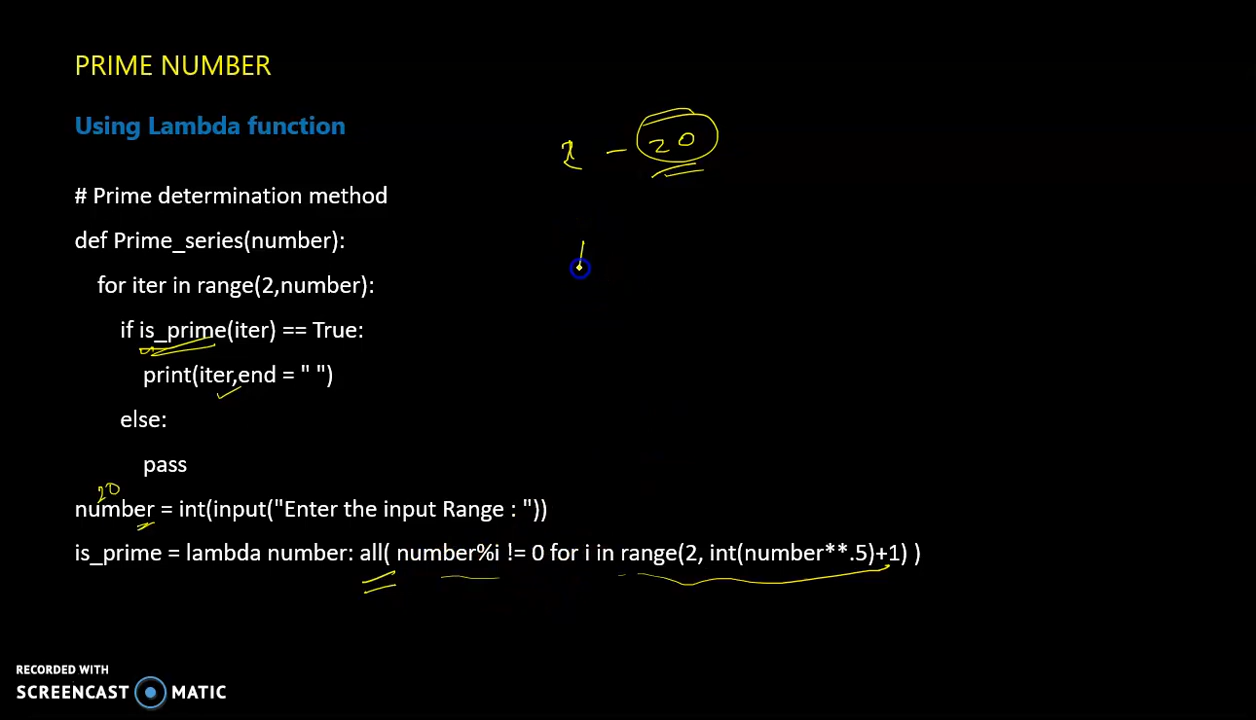 PRIME NUMBER
Using Lambda function
2 - 20
# Prime determination method
def Prime_series(number):
for iter in range(2,number):
if is_prime(iter) == True:
print(iter,end = " ")
else:
pass
20
number = int(input("Enter the input Range : "))
is_prime = lambda number: all( number%i != 0 for i in range(2, int(number**.5)+1) )
RECORDED WITH
SCREENCAST MATIC